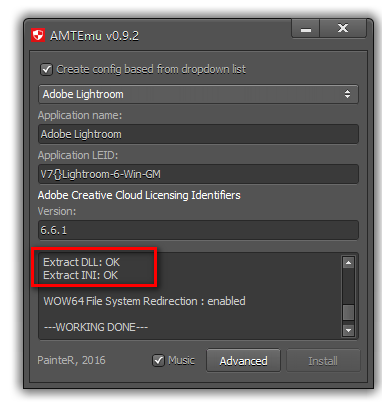 AMTEmu v0.9.2
Create config based from dropdown list
Adobe Lightroom
Application name:
Adobe Lightroom
Application LEID:
V7{}Lightroom-6-Win-GM
Adobe Creative Cloud Licensing Identifiers
Version:
6.6.1
Extract DLL: OK
Extract INI: OK
WOW64 File System Redirection : enabled
---WORKING DONE---
PainteR, 2016 Music Advanced Install